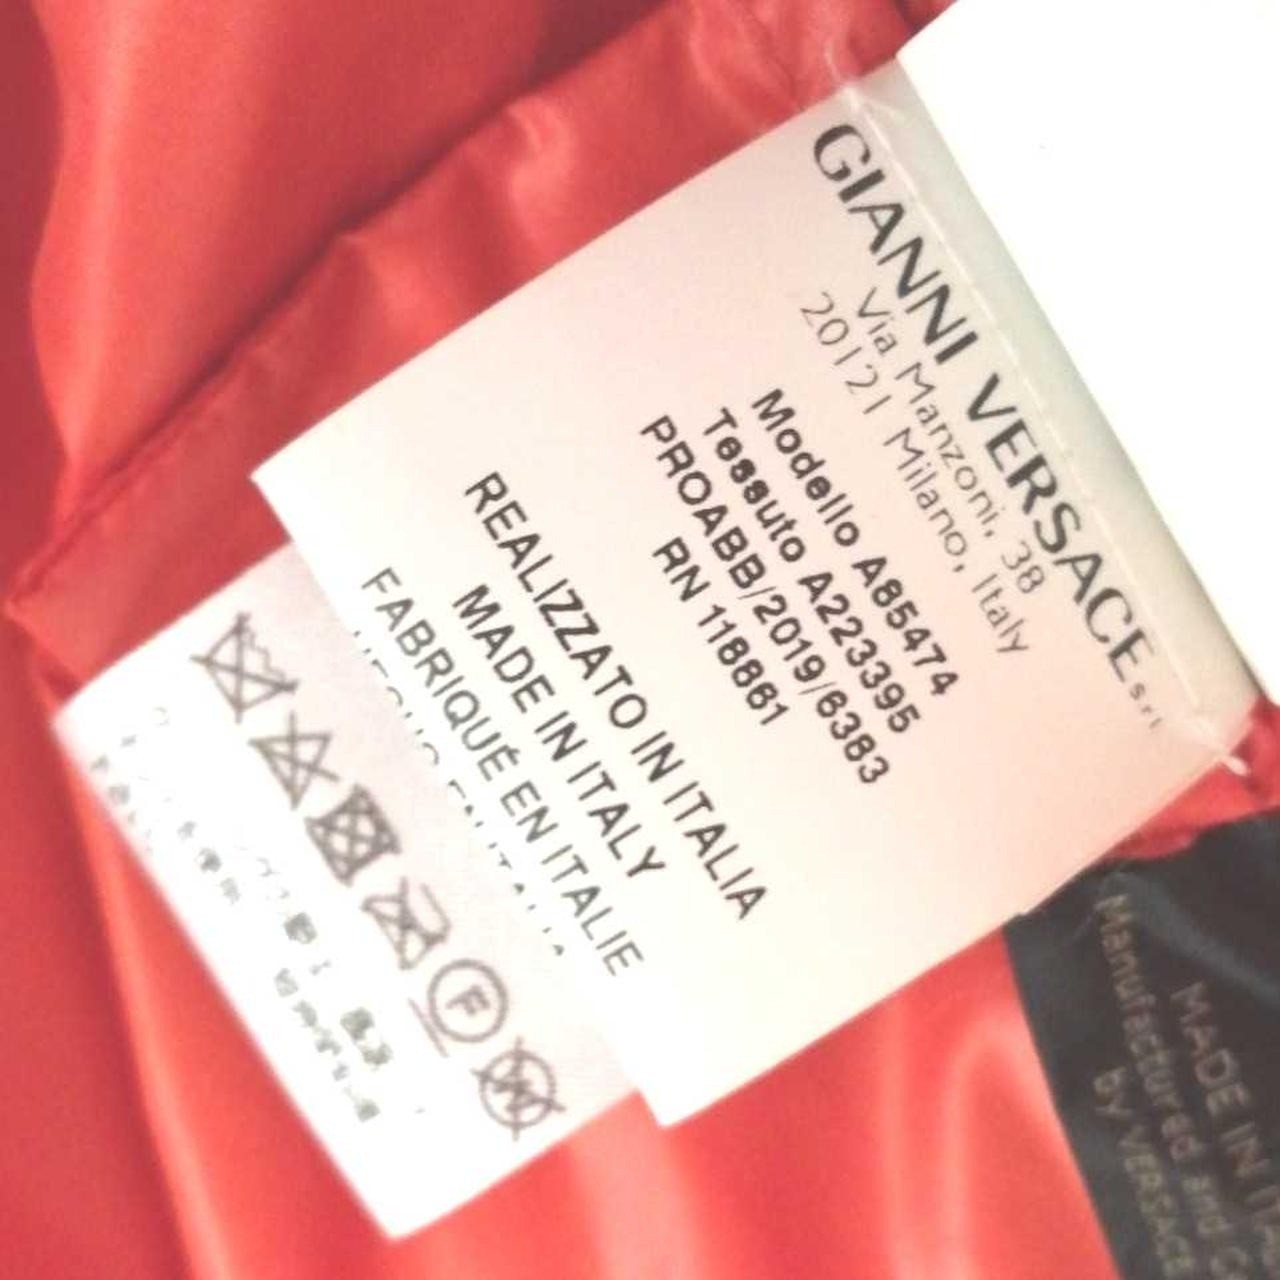 GIANNI VERSACE s.r.l
Via Manzoni, 38
20121 Milano, Italy
Modello A85474
Tessuto A223395
PROABB/2019/6383
RN 118861
REALIZZATO IN ITALIA
MADE IN ITALY
FABRIQUÉ EN ITALIE
F
W
MADE IN
Manufactured and
by VERSACE